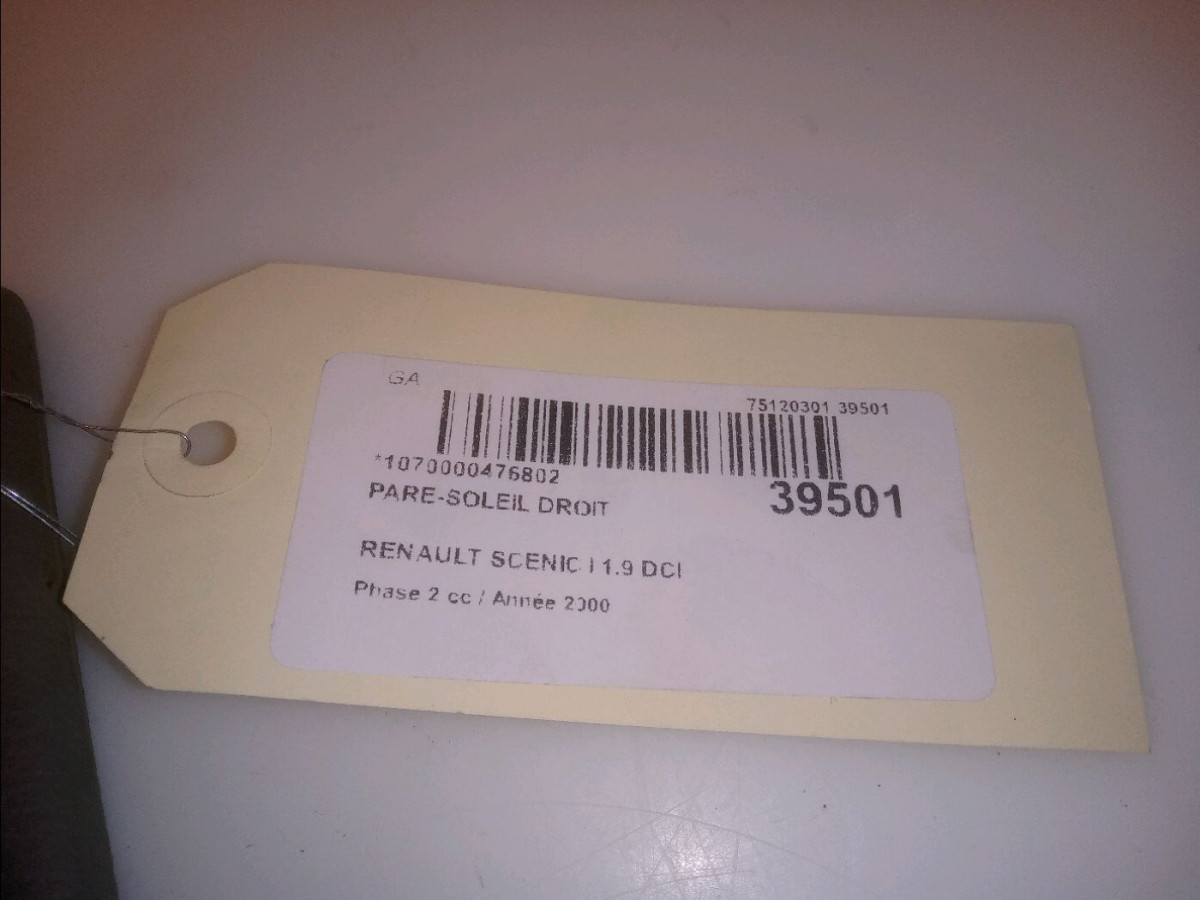 GA
75120301 39501
*1070000476802
39501
PARE-SOLEIL DROIT
RENAULT SCENIC I 1.9 DCI
Phase 2 cc / Année 2000